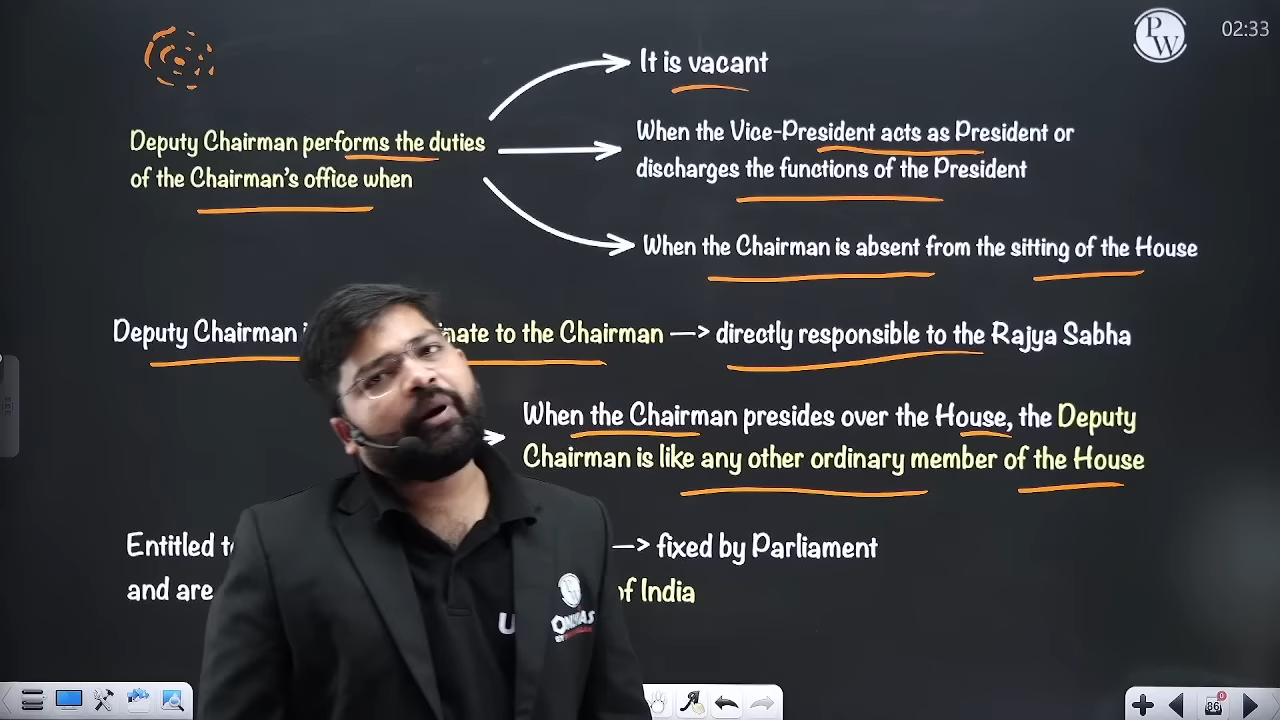 PW
02:33
It is vacant
Deputy Chairman performs the duties
of the Chairman's office when
When the Vice-President acts as President or
discharges the functions of the President
When the Chairman is absent from the sitting of the House
Deputy Chairman to the Chairman —> directly responsible to the Rajya Sabha
When the Chairman presides over the House, the Deputy
Chairman is like any other ordinary member of the House
Entitled —> fixed by Parliament
and are of India
86
0